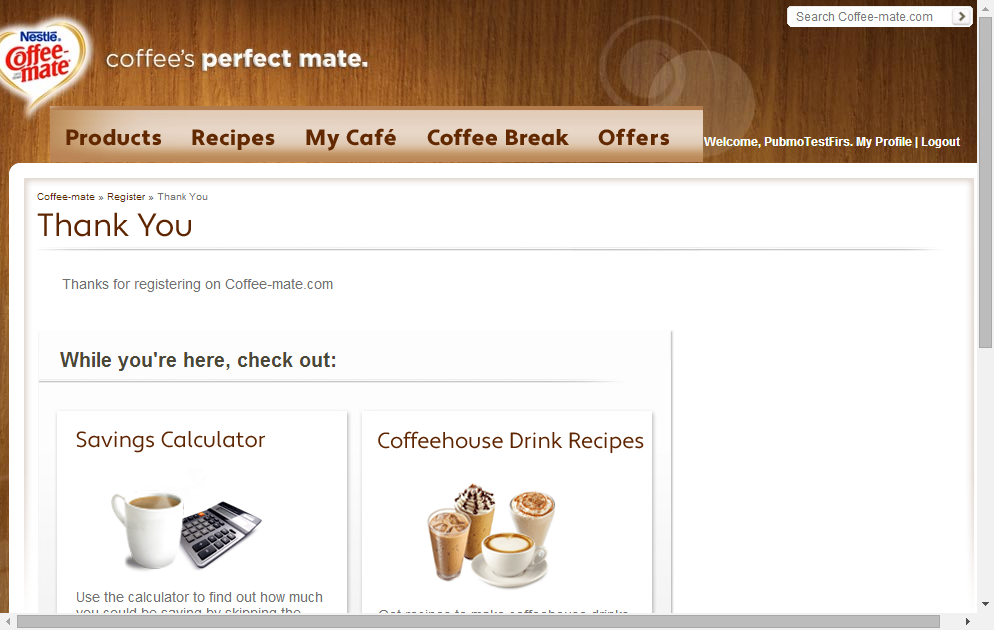 Search Coffee-mate.com
Nestlé
Coffee-
mate
coffee's perfect mate.
Products Recipes My Café Coffee Break Offers
Welcome, PubmoTestFirs. My Profile | Logout
Coffee-mate » Register » Thank You
Thank You
Thanks for registering on Coffee-mate.com
While you're here, check out:
Savings Calculator
Coffeehouse Drink Recipes
Use the calculator to find out how much
you could be saving by skipping the
Get recipes to make coffeehouse drinks